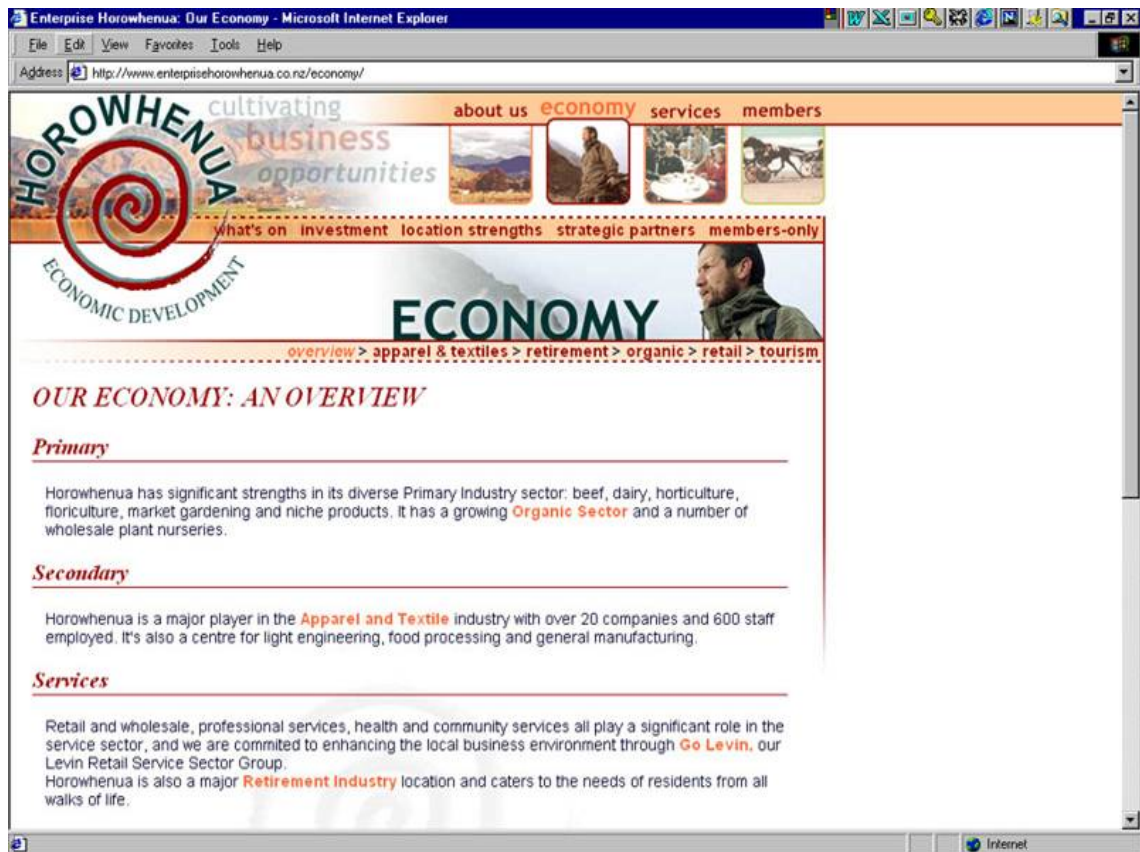 Enterprise Horowhenua: Our Economy - Microsoft Internet Explorer
File Edit View Favorites Tools Help
Address http://www.enterprisehorowhenua.co.nz/economy/
HOROWHENUA
ECONOMIC DEVELOPMENT
cultivating
business
opportunities
about us economy services members
what's on investment location strengths strategic partners members-only
ECONOMY
overview > apparel & textiles > retirement > organic > retail > tourism
OUR ECONOMY: AN OVERVIEW
Primary
Horowhenua has significant strengths in its diverse Primary Industry sector: beef, dairy, horticulture,
floriculture, market gardening and niche products. It has a growing Organic Sector and a number of
wholesale plant nurseries.
Secondary
Horowhenua is a major player in the Apparel and Textile industry with over 20 companies and 600 staff
employed. It's also a centre for light engineering, food processing and general manufacturing.
Services
Retail and wholesale, professional services, health and community services all play a significant role in the
service sector, and we are commited to enhancing the local business environment through Go Levin, our
Levin Retail Service Sector Group.
Horowhenua is also a major Retirement Industry location and caters to the needs of residents from all
walks of life.
Internet